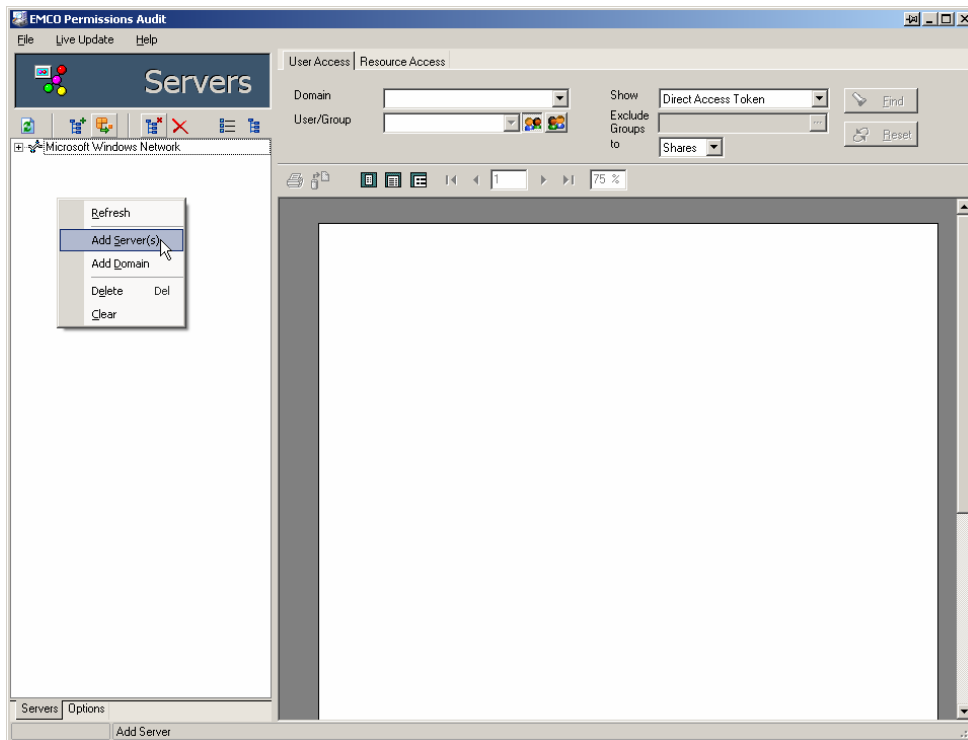 EMCO Permissions Audit
File Live Update Help
Servers
Microsoft Windows Network
Refresh
Add Server(s)
Add Domain
Delete Del
Clear
User Access Resource Access
Domain
Show Direct Access Token
Find
User/Group
Exclude Groups
...
Reset
to Shares
1
75 %
Servers Options
Add Server